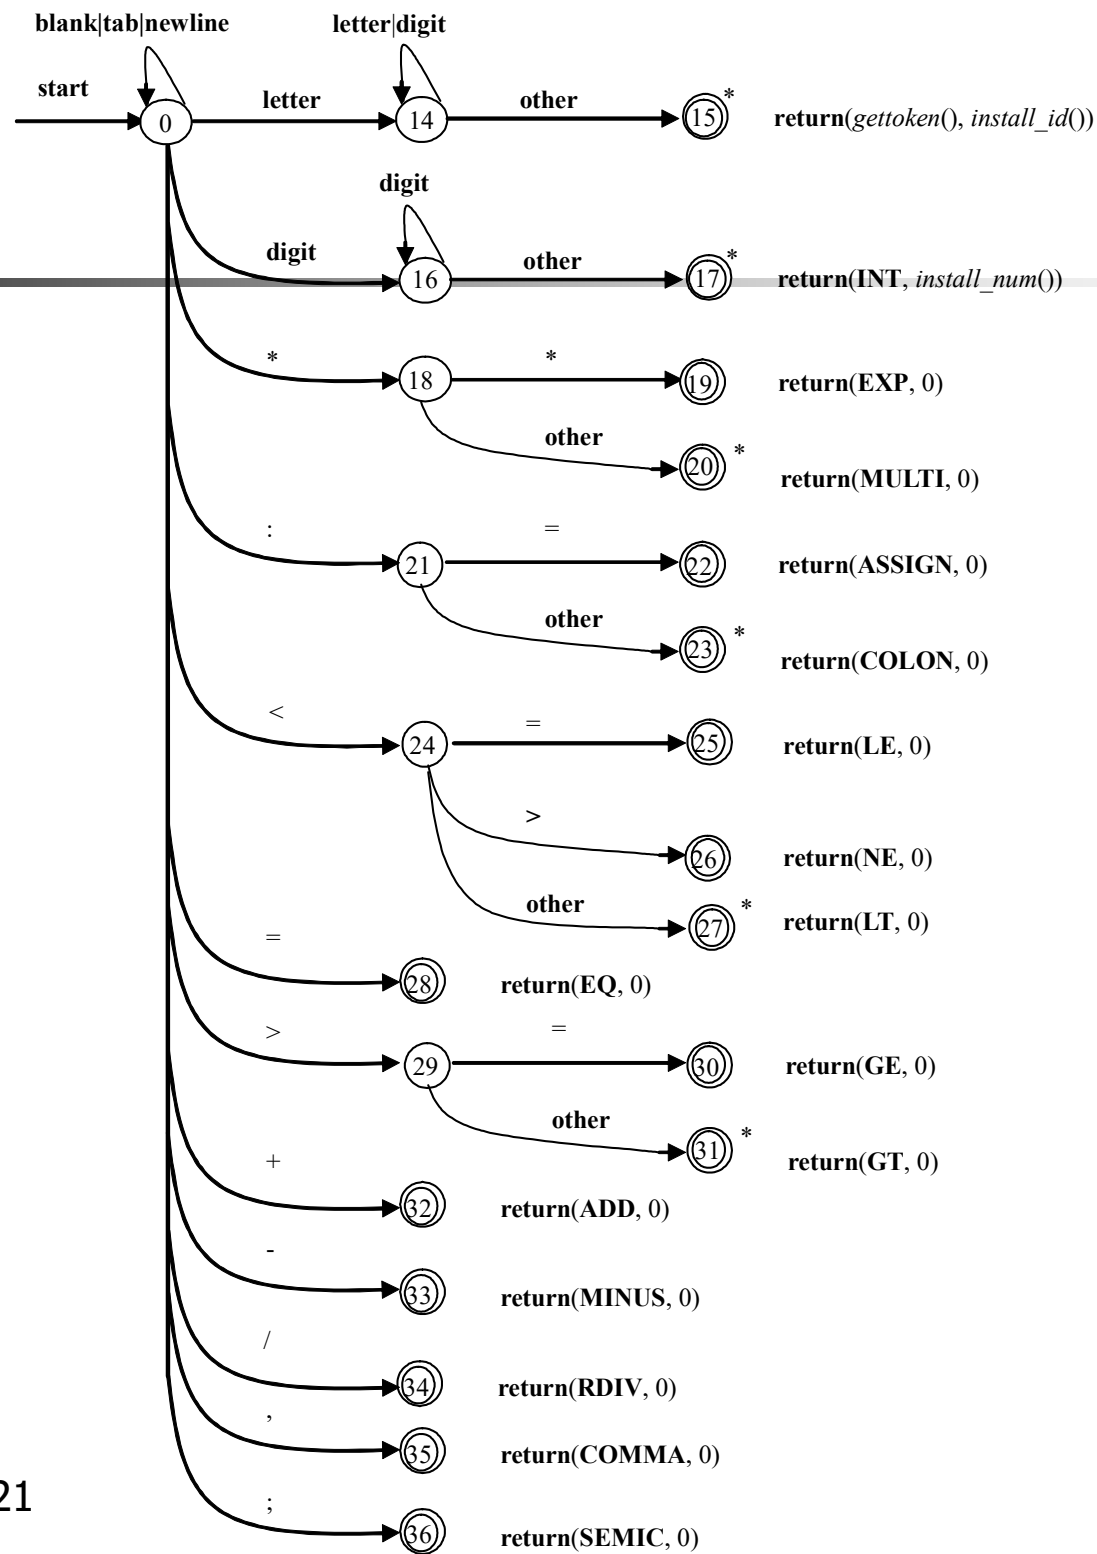 blank|tab|newline letter|digit
start letter other *
0 14 15 return(gettoken(), install_id())
digit
digit other *
16 17 return(INT, install_num())
* *
18 19 return(EXP, 0)
other *
20 return(MULTI, 0)
: =
21 22 return(ASSIGN, 0)
other *
23 return(COLON, 0)
< =
24 25 return(LE, 0)
>
26 return(NE, 0)
other *
27 return(LT, 0)
=
28 return(EQ, 0)
> =
29 30 return(GE, 0)
other *
31 return(GT, 0)
+
32 return(ADD, 0)
-
33 return(MINUS, 0)
/
34 return(RDIV, 0)
,
35 return(COMMA, 0)
21
;
36 return(SEMIC, 0)